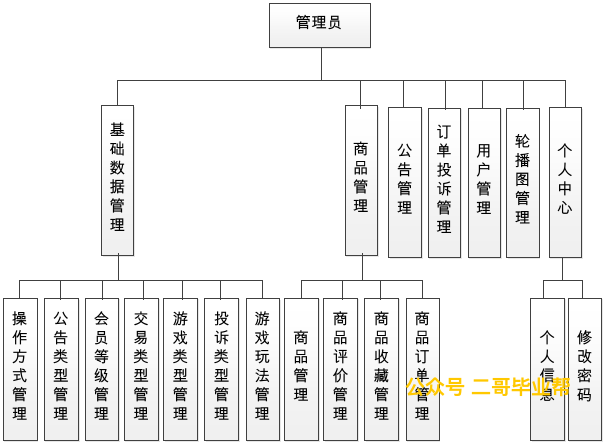 管理员
基础数据管理
商品管理
公告管理
订单投诉管理
用户管理
轮播图管理
个人中心
操作方式管理
公告类型管理
会员等级管理
交易类型管理
游戏类型管理
投诉类型管理
游戏玩法管理
商品管理
商品评价管理
商品收藏管理
商品订单管理
个人信息
修改密码
公众号 二哥毕业帮